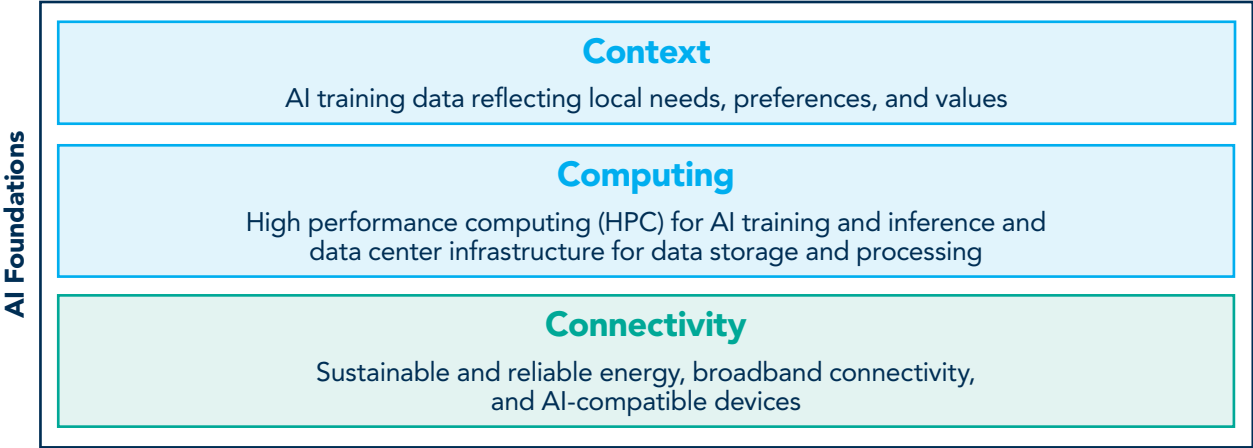 AI Foundations
Context
AI training data reflecting local needs, preferences, and values
Computing
High performance computing (HPC) for AI training and inference and
data center infrastructure for data storage and processing
Connectivity
Sustainable and reliable energy, broadband connectivity,
and AI-compatible devices